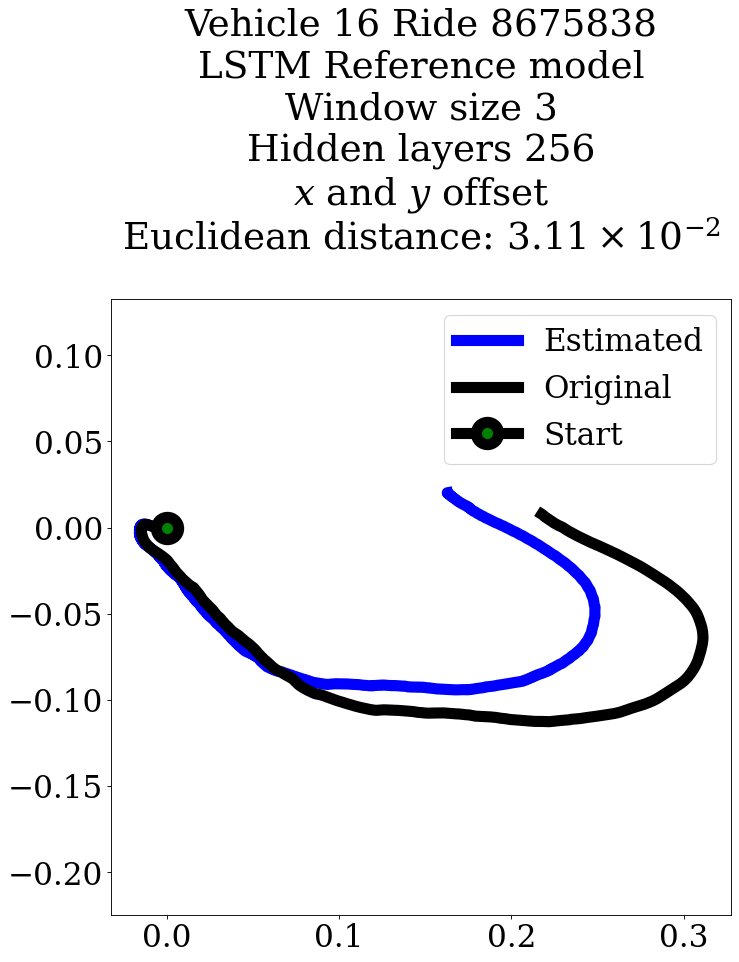 Vehicle 16 Ride 8675838
LSTM Reference model
Window size 3
Hidden layers 256
x and y offset
Euclidean distance: 3.11 × 10⁻²
Estimated
Original
Start
0.10
0.05
0.00
−0.05
−0.10
−0.15
−0.20
0.0 0.1 0.2 0.3